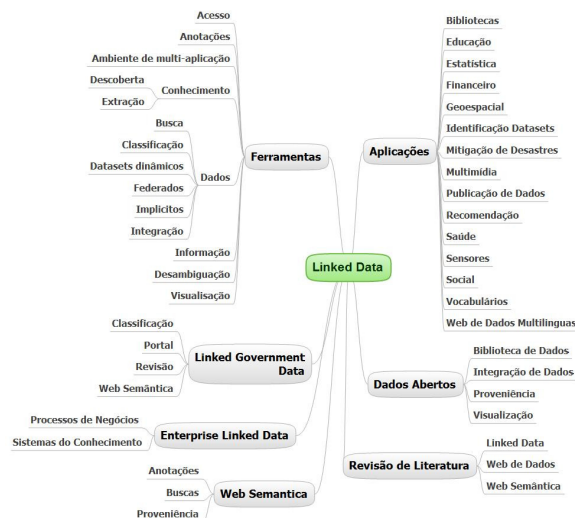 Acesso
Anotações
Ambiente de multi-aplicação
Descoberta
Extração
Conhecimento
Busca
Classificação
Datasets dinâmicos
Federados
Implicitos
Integração
Dados
Informação
Desambiguação
Visualisação
Ferramentas
Classificação
Portal
Revisão
Web Semântica
Linked Government
Data
Processos de Negócios
Sistemas do Conhecimento
Enterprise Linked Data
Anotações
Buscas
Proveniência
Web Semantica
Linked Data
Aplicações
Bibliotecas
Educação
Estatística
Financeiro
Geoespacial
Identificação Datasets
Mitigação de Desastres
Multimídia
Publicação de Dados
Recomendação
Saúde
Sensores
Social
Vocabulários
Web de Dados Multilinguas
Dados Abertos
Biblioteca de Dados
Integração de Dados
Proveniência
Visualização
Revisão de Literatura
Linked Data
Web de Dados
Web Semântica